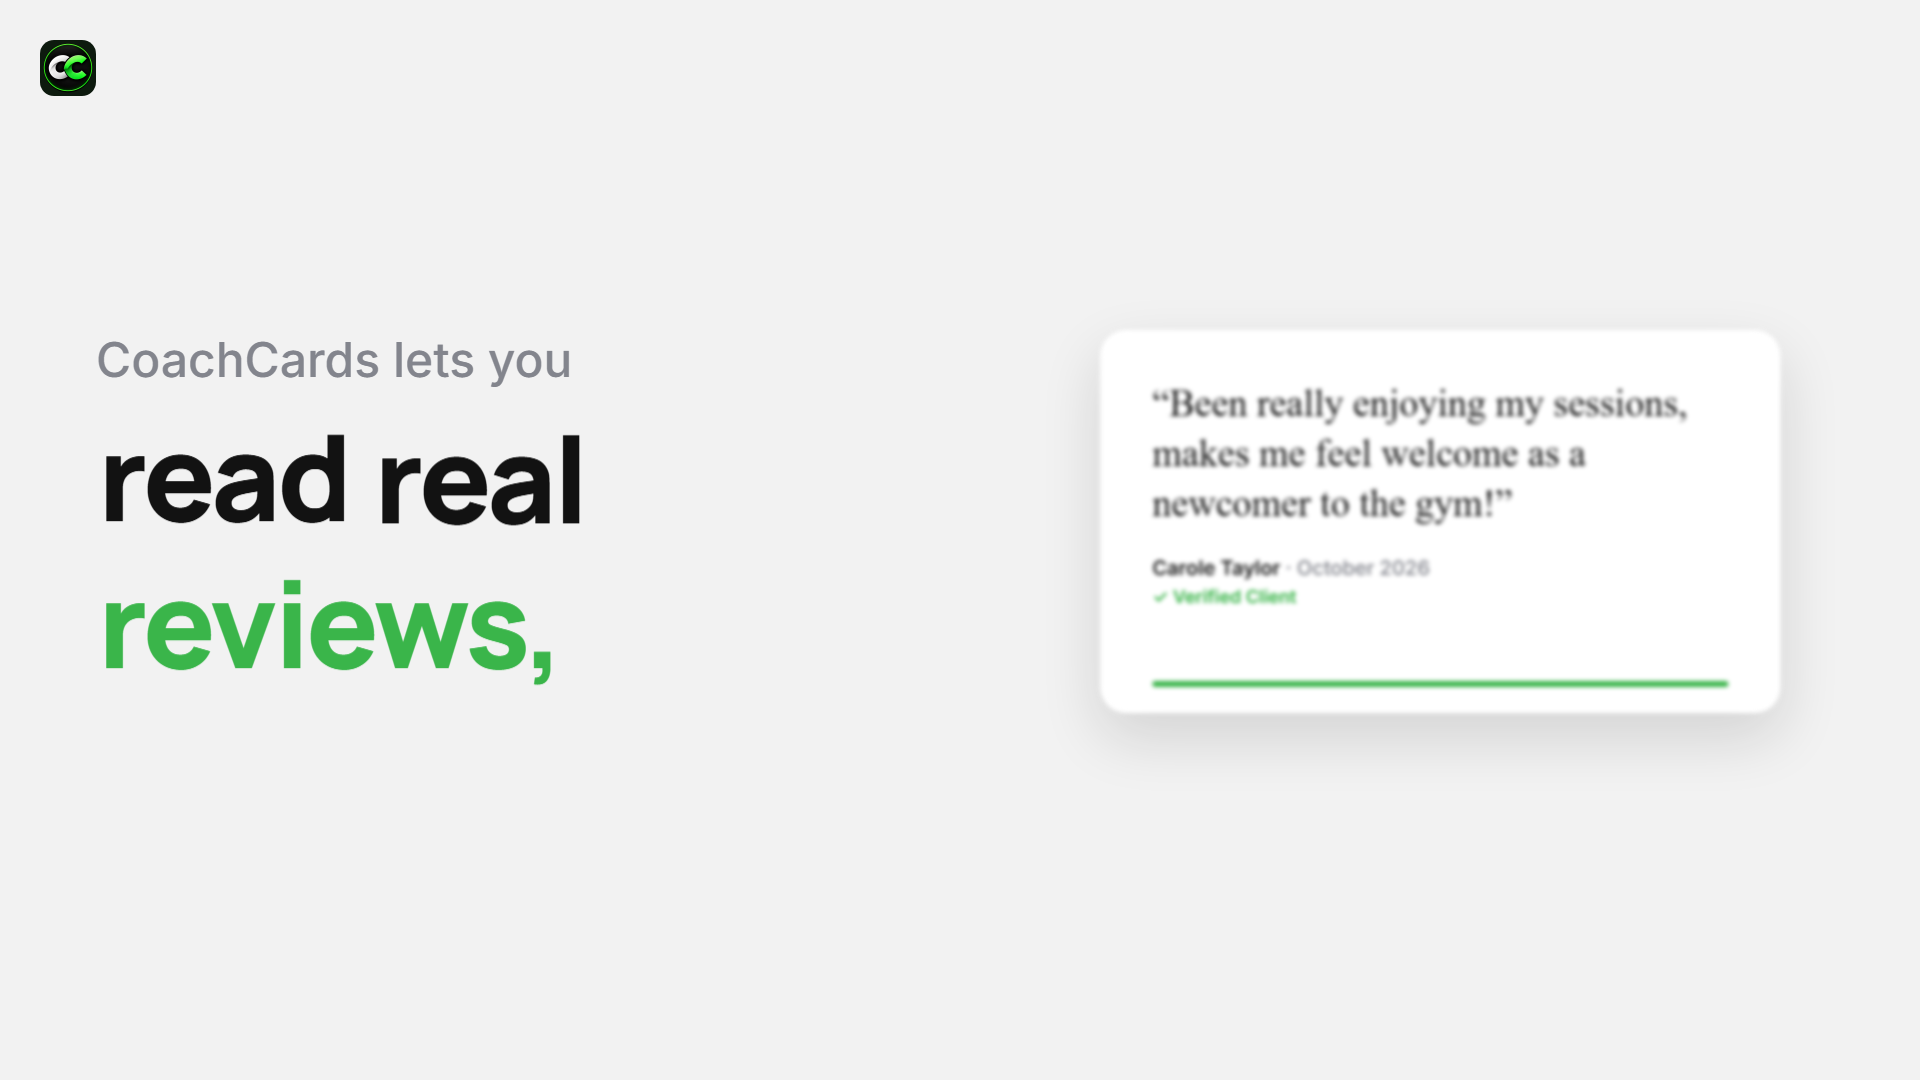 CC
CoachCards lets you
read real
reviews,
“Been really enjoying my sessions,
makes me feel welcome as a
newcomer to the gym!”
Carole Taylor · October 2026
✓ Verified Client